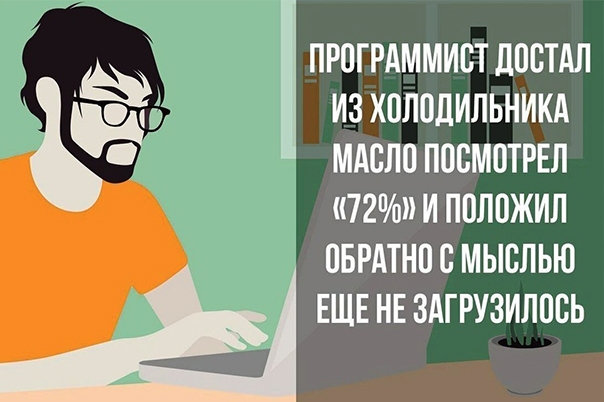 ПРОГРАММИСТ ДОСТАЛ
ИЗ ХОЛОДИЛЬНИКА
МАСЛО ПОСМОТРЕЛ
«72%» И ПОЛОЖИЛ
ОБРАТНО С МЫСЛЬЮ
ЕЩЕ НЕ ЗАГРУЗИЛОСЬ